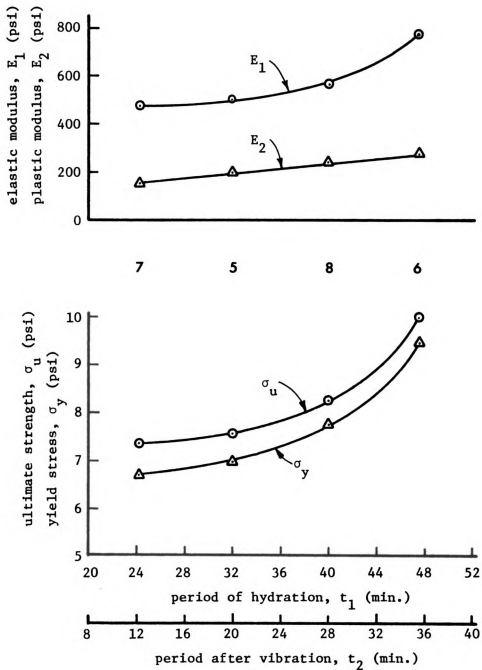 elastic modulus, E₁ (psi)
plastic modulus, E₂ (psi)
800
600
400
200
0
E₁
E₂
7 5 8 6
ultimate strength, σᵤ (psi)
yield stress, σy (psi)
10
9
8
7
6
5
σᵤ
σy
20 24 28 32 36 40 44 48 52
period of hydration, t₁ (min.)
8 12 16 20 24 28 32 36 40
period after vibration, t₂ (min.)